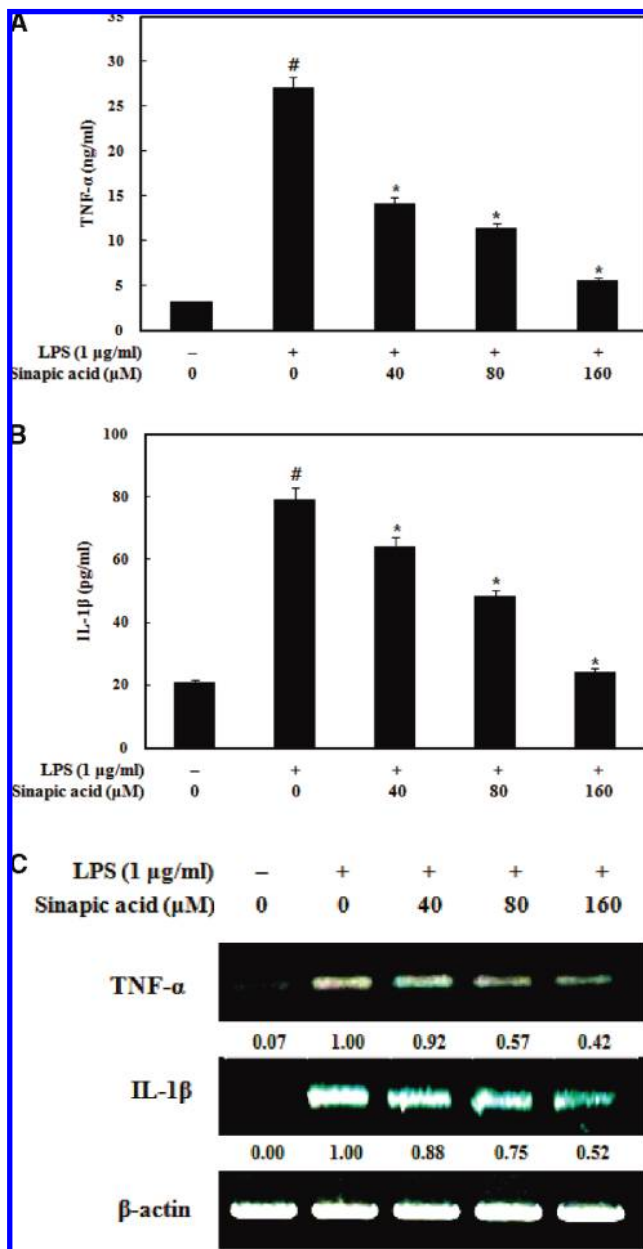 A
35
30
25
20
15
10
5
0
TNF-α (ng/ml)
#
*
*
*
LPS (1 µg/ml) – + + + +
Sinapic acid (µM) 0 0 40 80 160
B
100
80
60
40
20
0
IL-1β (pg/ml)
#
*
*
*
LPS (1 µg/ml) – + + + +
Sinapic acid (µM) 0 0 40 80 160
C
LPS (1 µg/ml) – + + + +
Sinapic acid (µM) 0 0 40 80 160
TNF-α
0.07 1.00 0.92 0.57 0.42
IL-1β
0.00 1.00 0.88 0.75 0.52
β-actin